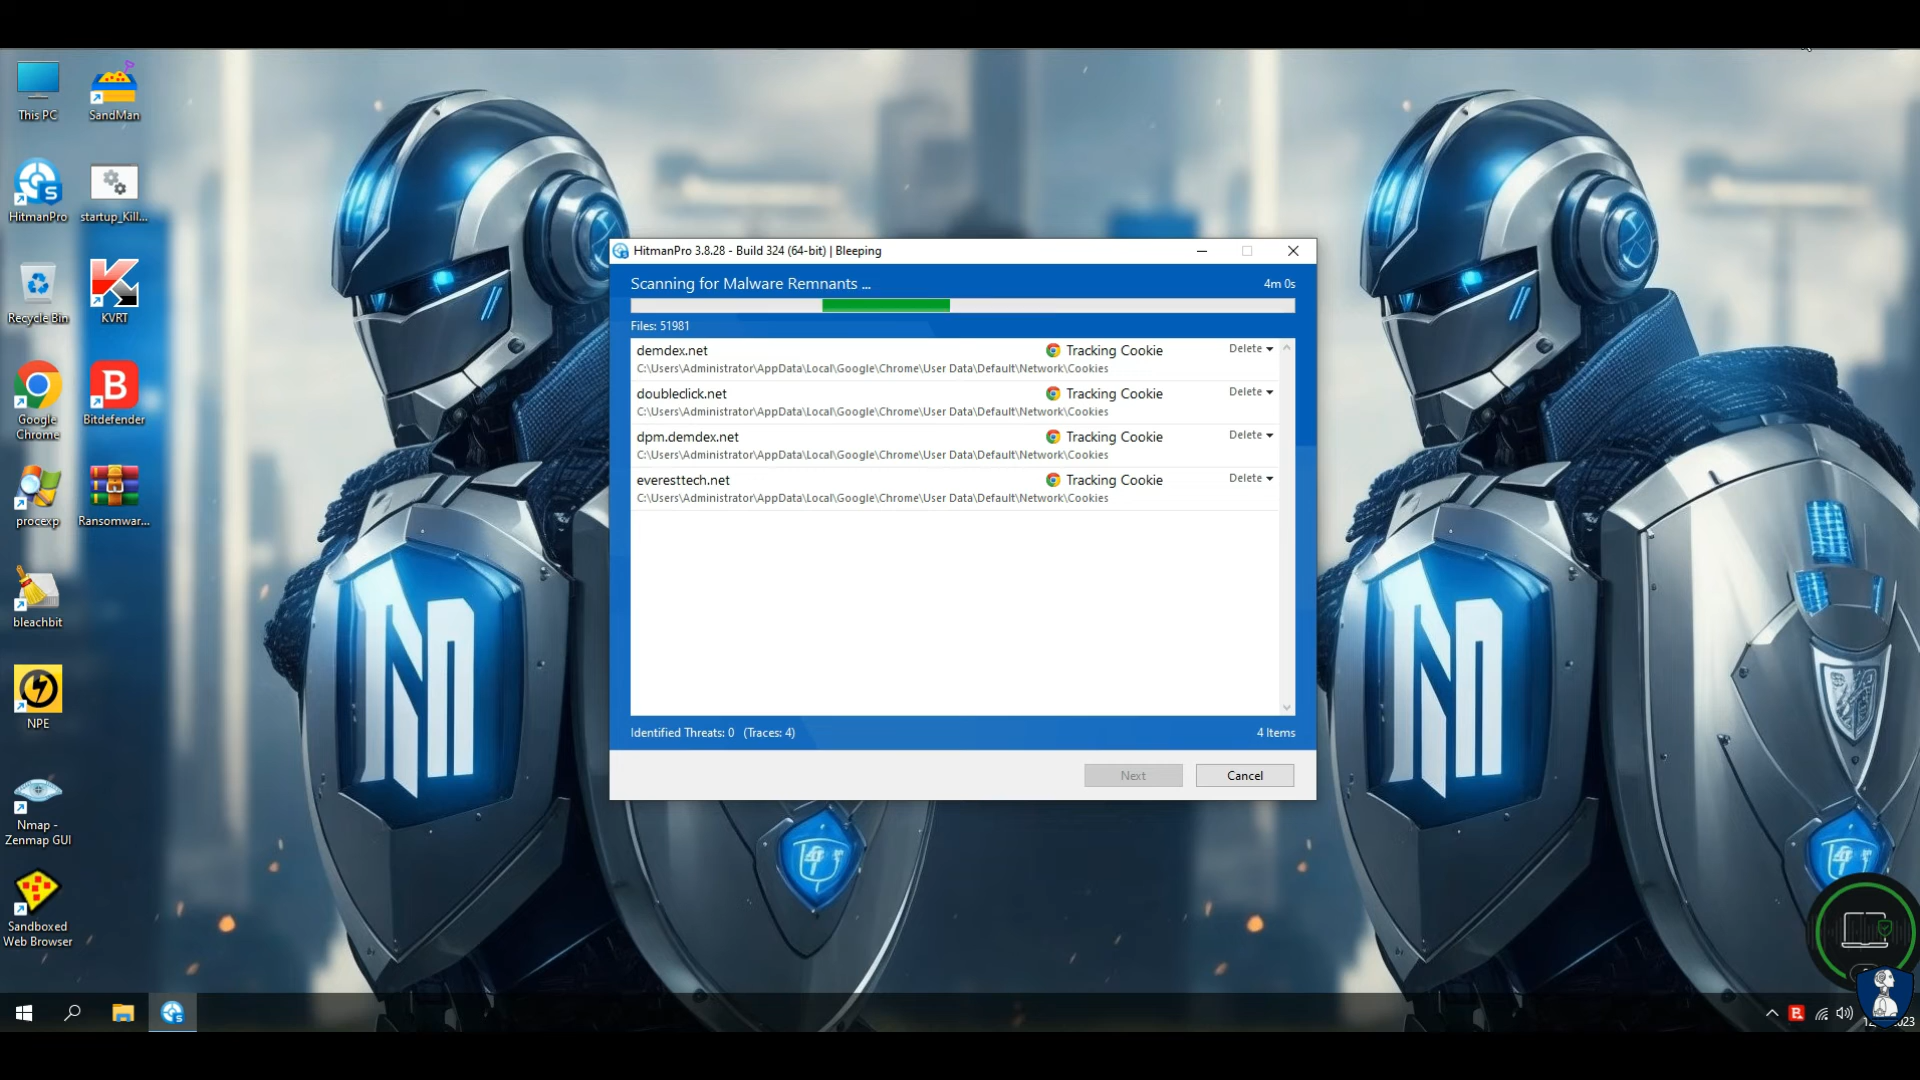 This PC
SandMan
HitmanPro
startup_Kill...
Recycle Bin
KVRT
Google
Chrome
Bitdefender
procexp
Ransomwar...
bleachbit
NPE
Nmap -
Zenmap GUI
Sandboxed
Web Browser
HitmanPro 3.8.28 - Build 324 (64-bit) | Bleeping
Scanning for Malware Remnants ...
4m 0s
Files: 51981
demdex.net
Tracking Cookie
Delete
C:\Users\Administrator\AppData\Local\Google\Chrome\User Data\Default\Network\Cookies
doubleclick.net
Tracking Cookie
Delete
C:\Users\Administrator\AppData\Local\Google\Chrome\User Data\Default\Network\Cookies
dpm.demdex.net
Tracking Cookie
Delete
C:\Users\Administrator\AppData\Local\Google\Chrome\User Data\Default\Network\Cookies
everesttech.net
Tracking Cookie
Delete
C:\Users\Administrator\AppData\Local\Google\Chrome\User Data\Default\Network\Cookies
Identified Threats: 0 (Traces: 4)
4 Items
Next
Cancel